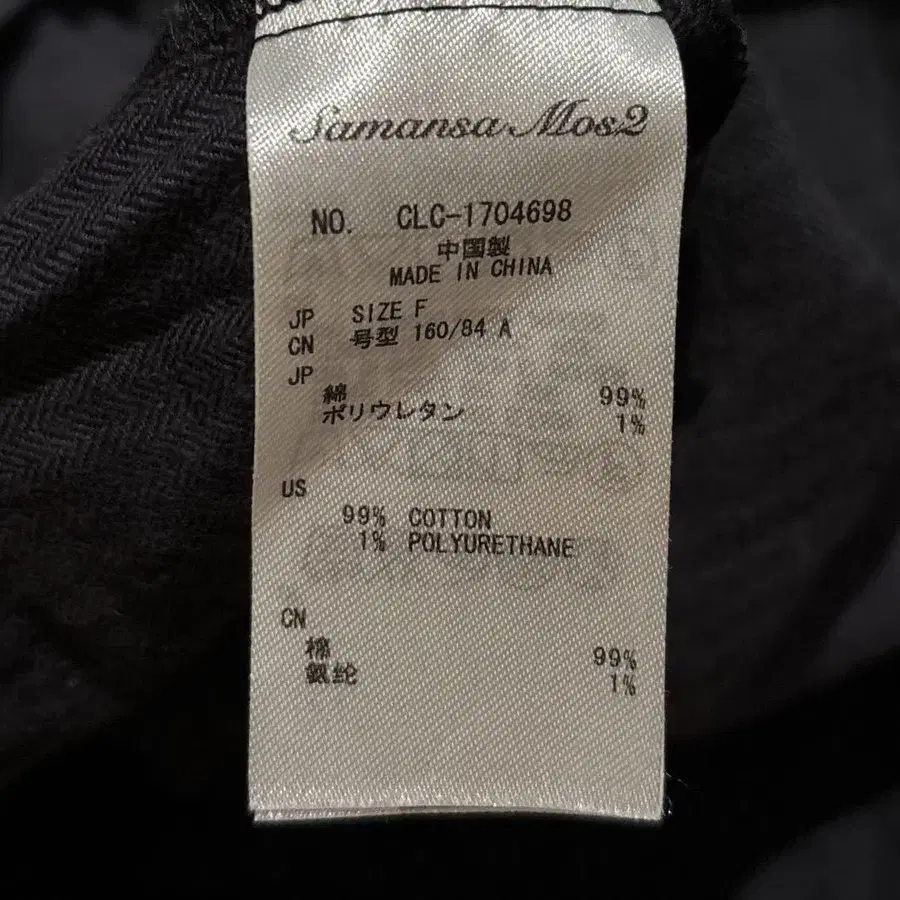 Samansa Mos2
NO. CLC-1704698
中国製
MADE IN CHINA
JP SIZE F
CN 号型 160/84 A
JP
綿 99%
ポリウレタン 1%
US
99% COTTON
1% POLYURETHANE
CN
棉 99%
氨纶 1%